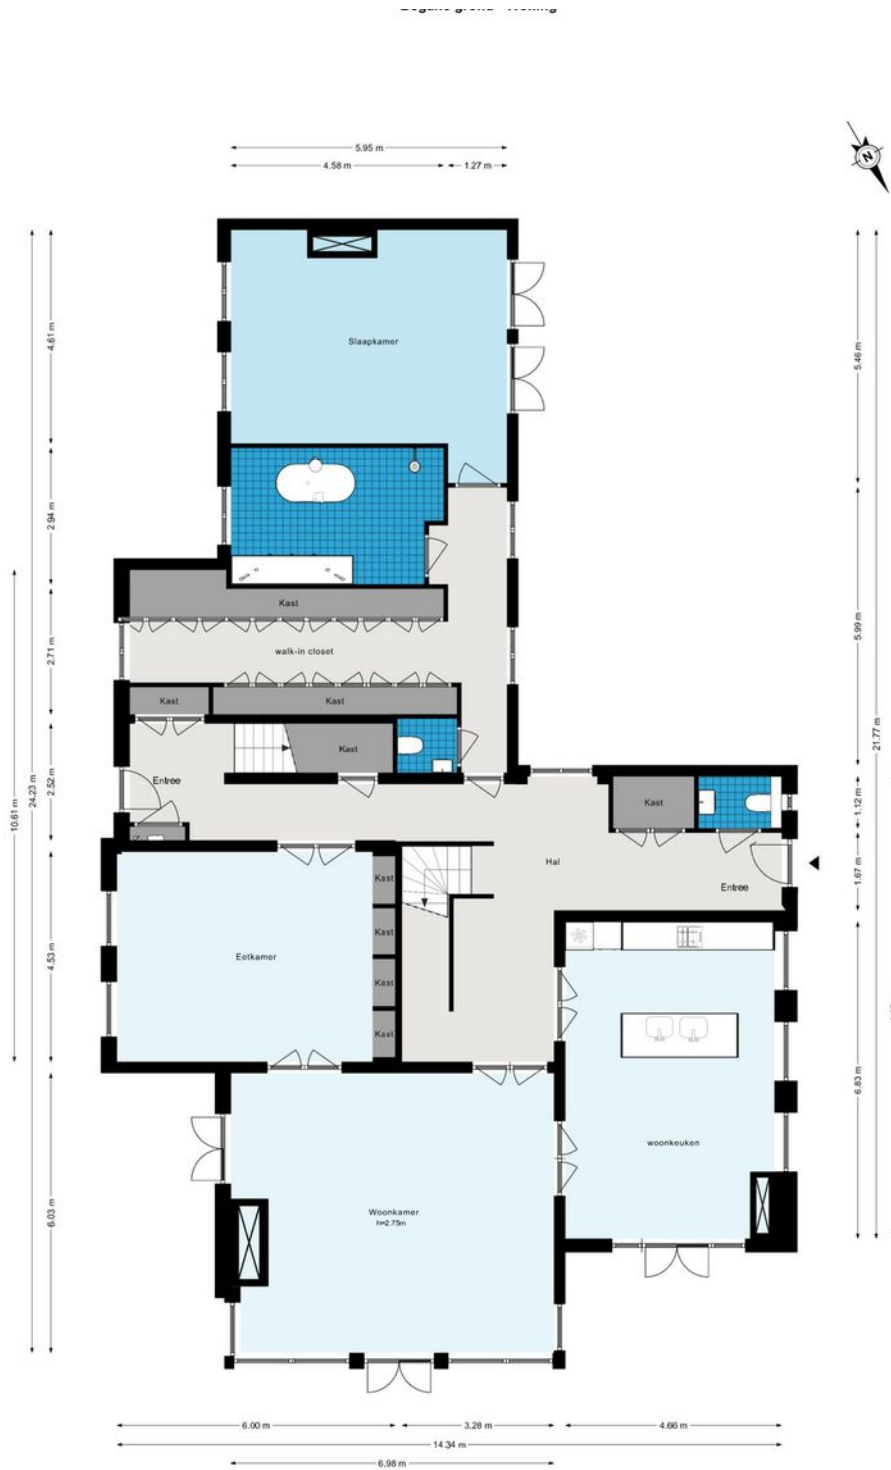 5.95 m
4.58 m
1.27 m
N
4.61 m
Slaapkamer
5.46 m
2.94 m
Kast
walk-in closet
2.71 m
5.99 m
Kast
Kast
21.77 m
Kast
Entree
2.52 m
24.23 m
10.61 m
Kast
1.12 m
Hal
1.67 m
Entree
Kast
Kast
Eetkamer
4.53 m
Kast
Kast
6.83 m
woonkeuken
6.03 m
Woonkamer
h=2.75m
6.00 m
3.28 m
4.66 m
14.34 m
6.98 m